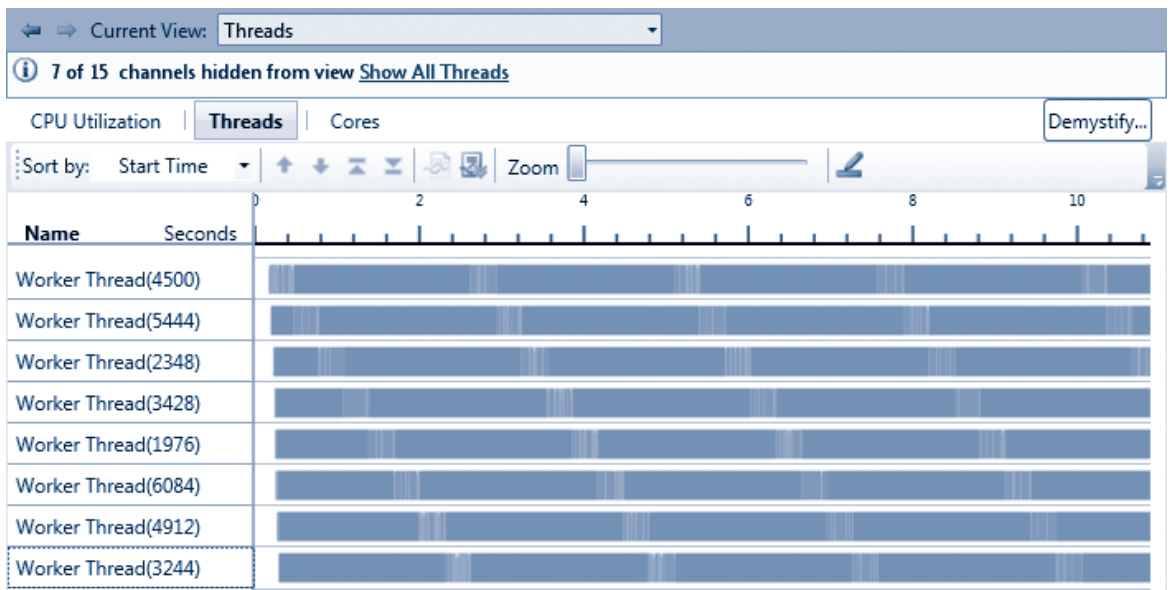 Current View: Threads
7 of 15 channels hidden from view Show All Threads
CPU Utilization Threads Cores Demystify...
Sort by: Start Time Zoom
0 2 4 6 8 10
Name Seconds
Worker Thread(4500)
Worker Thread(5444)
Worker Thread(2348)
Worker Thread(3428)
Worker Thread(1976)
Worker Thread(6084)
Worker Thread(4912)
Worker Thread(3244)